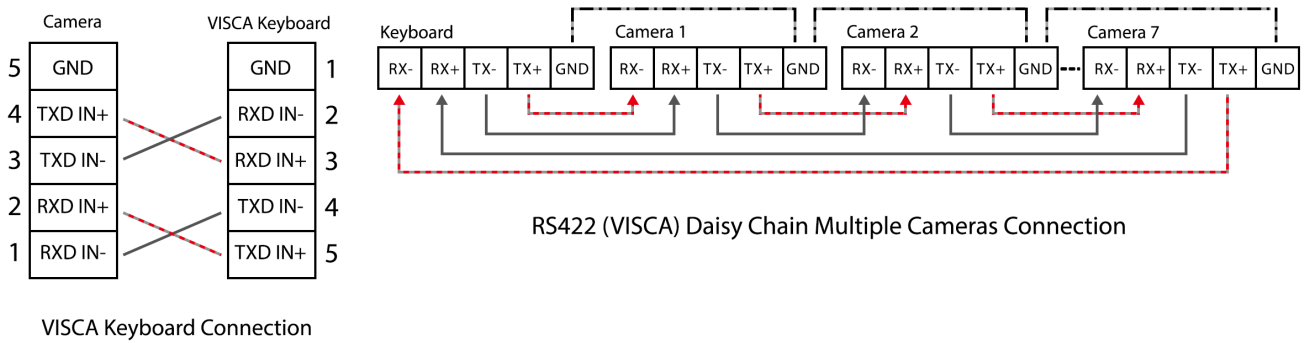 Camera VISCA Keyboard
5 GND GND 1
4 TXD IN+ RXD IN- 2
3 TXD IN- RXD IN+ 3
2 RXD IN+ TXD IN- 4
1 RXD IN- TXD IN+ 5
VISCA Keyboard Connection
Keyboard Camera 1 Camera 2 Camera 7
RX- RX+ TX- TX+ GND RX- RX+ TX- TX+ GND RX- RX+ TX- TX+ GND RX- RX+ TX- TX+ GND
RS422 (VISCA) Daisy Chain Multiple Cameras Connection